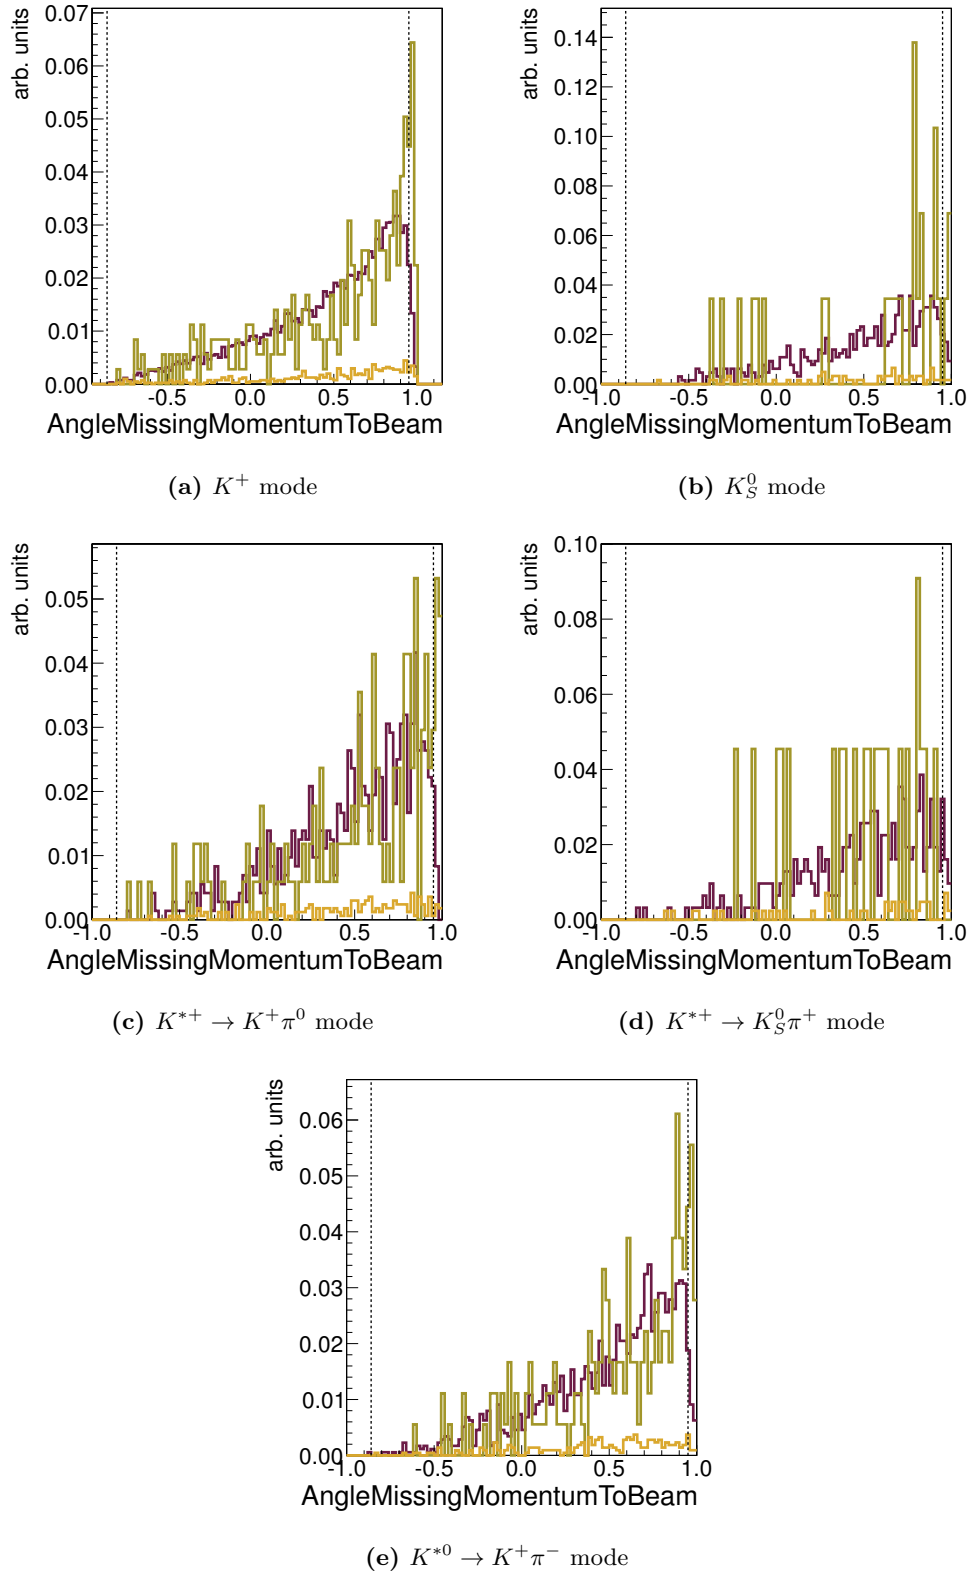 arb. units
0.07
0.06
0.05
0.04
0.03
0.02
0.01
0.00
-0.5 0.0 0.5 1.0
AngleMissingMomentumToBeam
(a) K⁺ mode
arb. units
0.14
0.12
0.10
0.08
0.06
0.04
0.02
0.00
-1.0 -0.5 0.0 0.5 1.0
AngleMissingMomentumToBeam
(b) K_S^0 mode
arb. units
0.05
0.04
0.03
0.02
0.01
0.00
-1.0 -0.5 0.0 0.5 1.0
AngleMissingMomentumToBeam
(c) K*⁺ → K⁺π⁰ mode
arb. units
0.10
0.08
0.06
0.04
0.02
0.00
-1.0 -0.5 0.0 0.5 1.0
AngleMissingMomentumToBeam
(d) K*⁺ → K_S^0π⁺ mode
arb. units
0.06
0.05
0.04
0.03
0.02
0.01
0.00
-1.0 -0.5 0.0 0.5 1.0
AngleMissingMomentumToBeam
(e) K*⁰ → K⁺π⁻ mode